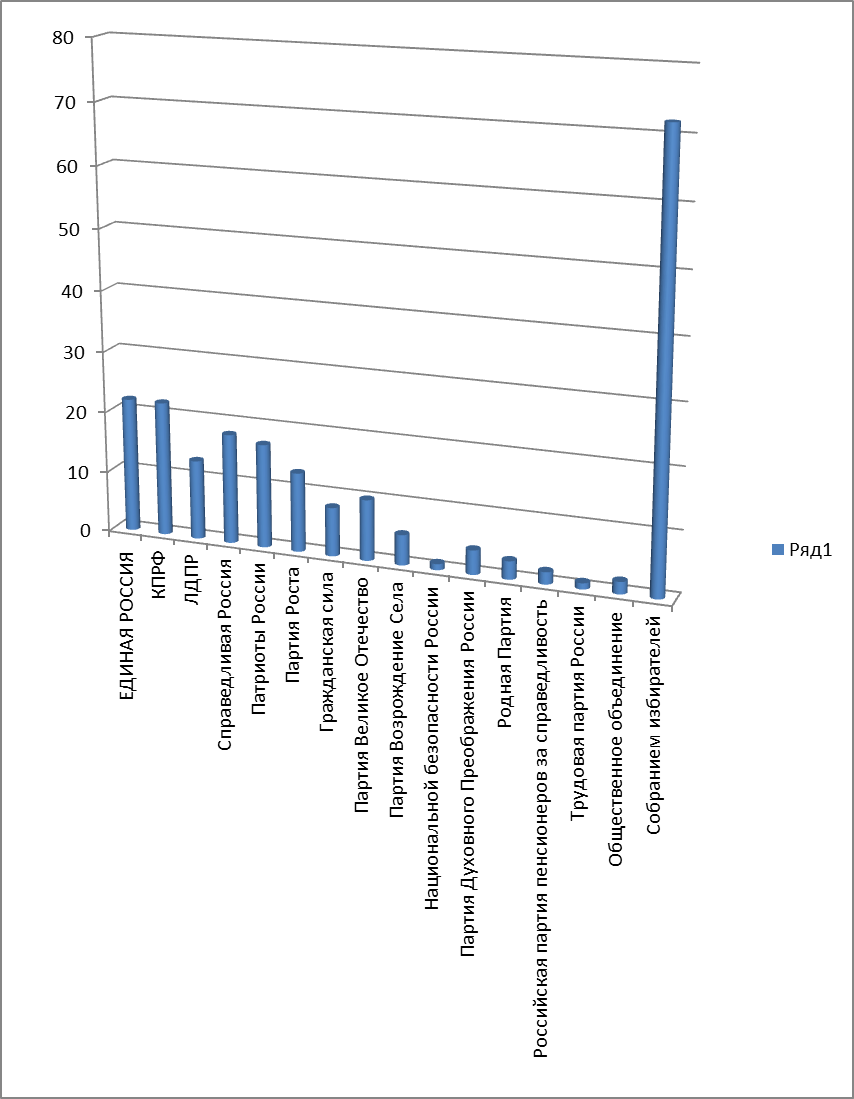 80
70
60
50
40
30
20
10
0
ЕДИНАЯ РОССИЯ
КПРФ
ЛДПР
Справедливая Россия
Патриоты России
Партия Роста
Гражданская сила
Партия Великое Отечество
Партия Возрождение Села
Национальной безопасности России
Партия Духовного Преображения России
Родная Партия
Российская партия пенсионеров за справедливость
Трудовая партия России
Общественное объединение
Собранием избирателей
Ряд1